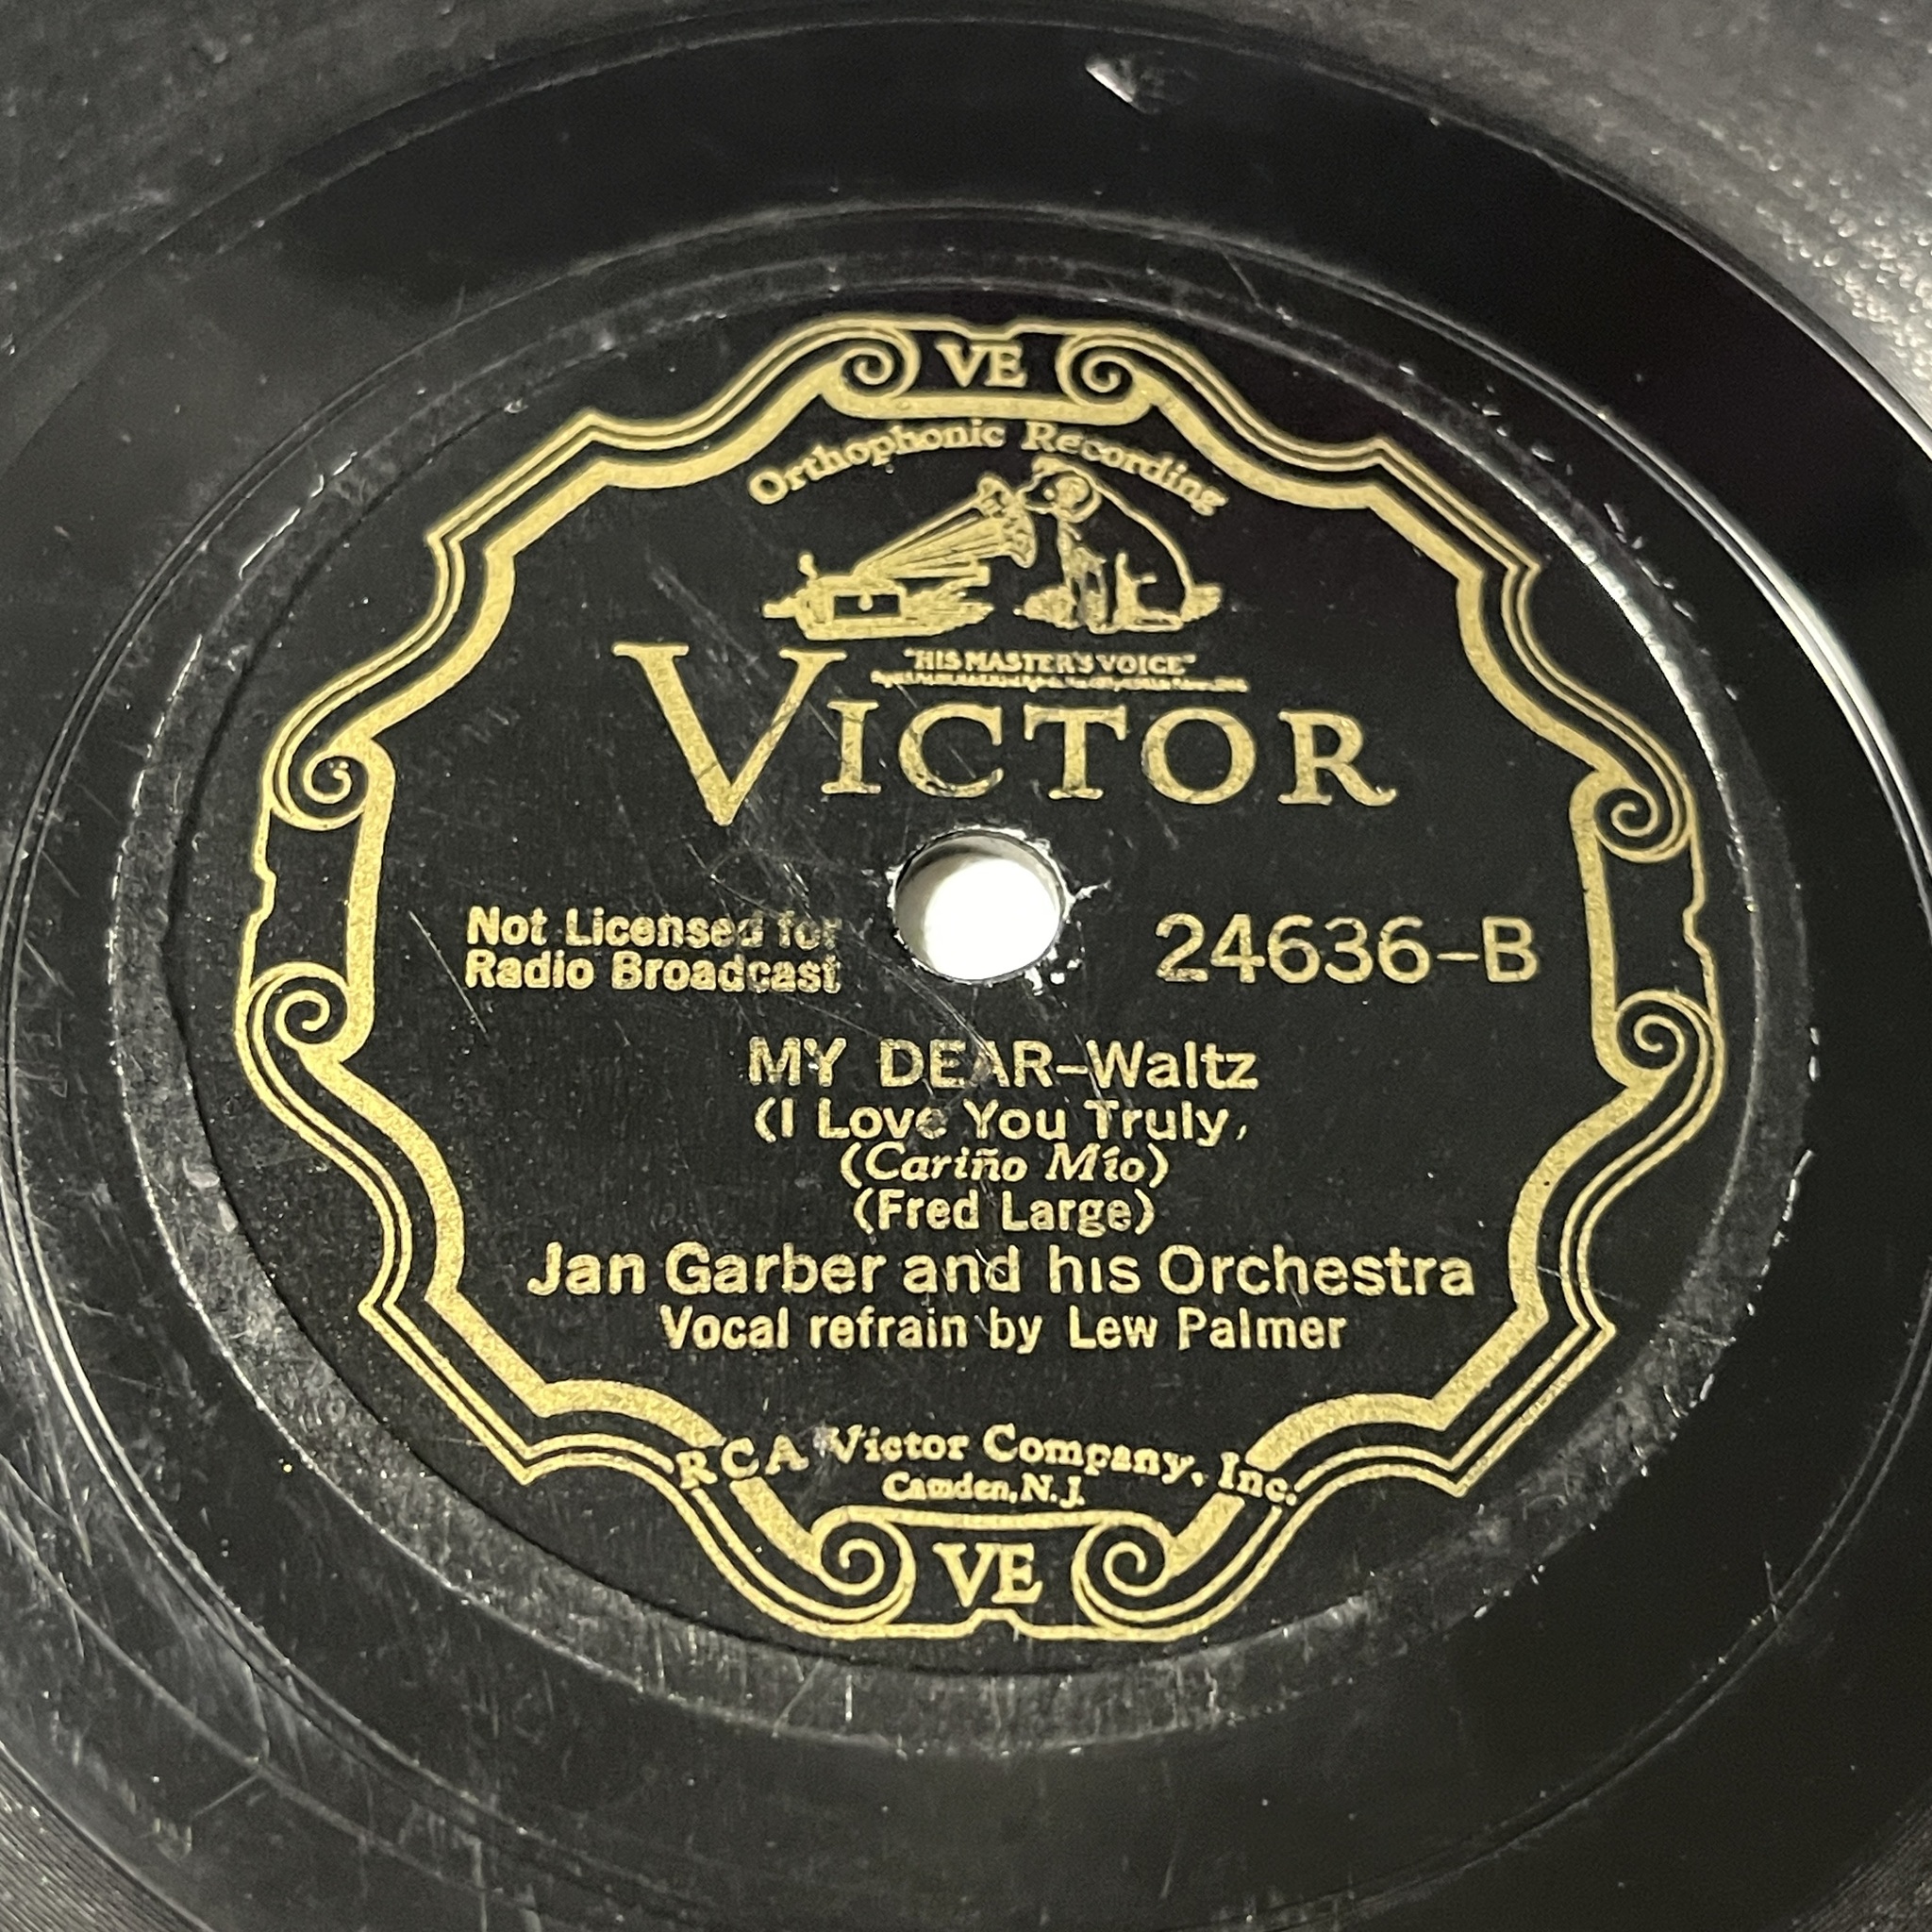 VE
Orthophonic Recording
"HIS MASTER'S VOICE"
VICTOR
Not Licensed for
Radio Broadcast
24636-B
MY DEAR-Waltz
(I Love You Truly,
(Cariño Mío)
(Fred Large)
Jan Garber and his Orchestra
Vocal refrain by Lew Palmer
RCA Victor Company, Inc.
Camden, N.J.
VE